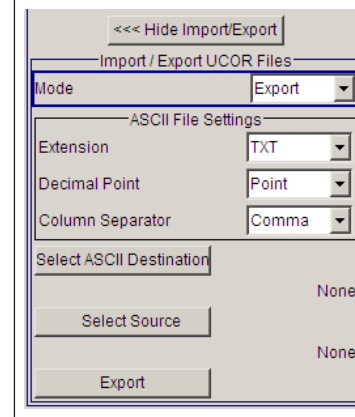 <<< Hide Import/Export
Import / Export UCOR Files
Mode Export
ASCII File Settings
Extension TXT
Decimal Point Point
Column Separator Comma
Select ASCII Destination
None
Select Source
None
Export